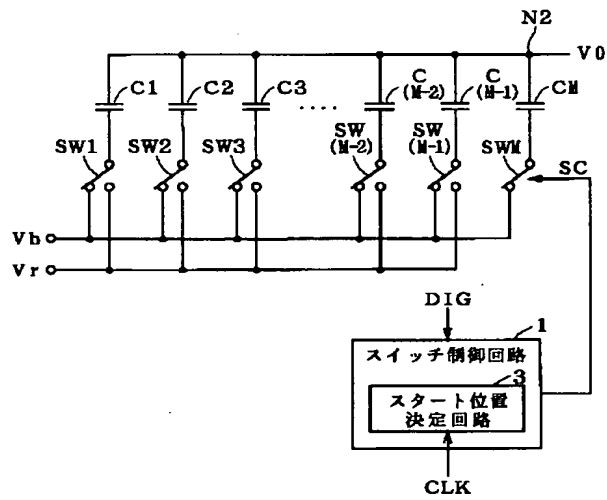 N2
V0
C1
C2
C3
C
(M-2)
C
(M-1)
CM
....
SW1
SW2
SW3
SW
(M-2)
SW
(M-1)
SWM
SC
Vb
Vr
DIG
1
スイッチ制御回路
3
スタート位置
決定回路
CLK